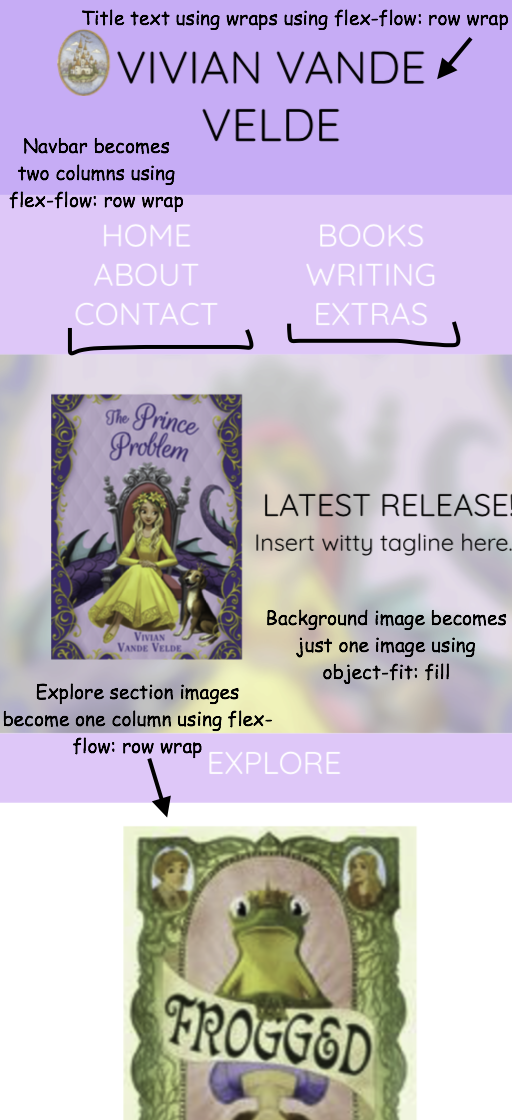 Title text using wraps using flex-flow: row wrap
VIVIAN VANDE
VELDE
Navbar becomes
two columns using
flex-flow: row wrap
HOME
ABOUT
CONTACT
BOOKS
WRITING
EXTRAS
The Prince
Problem
VIVIAN
VANDE VELDE
LATEST RELEASE!
Insert witty tagline here.
Background image becomes
just one image using
object-fit: fill
Explore section images
become one column using flex-
flow: row wrap
EXPLORE
FROGGED